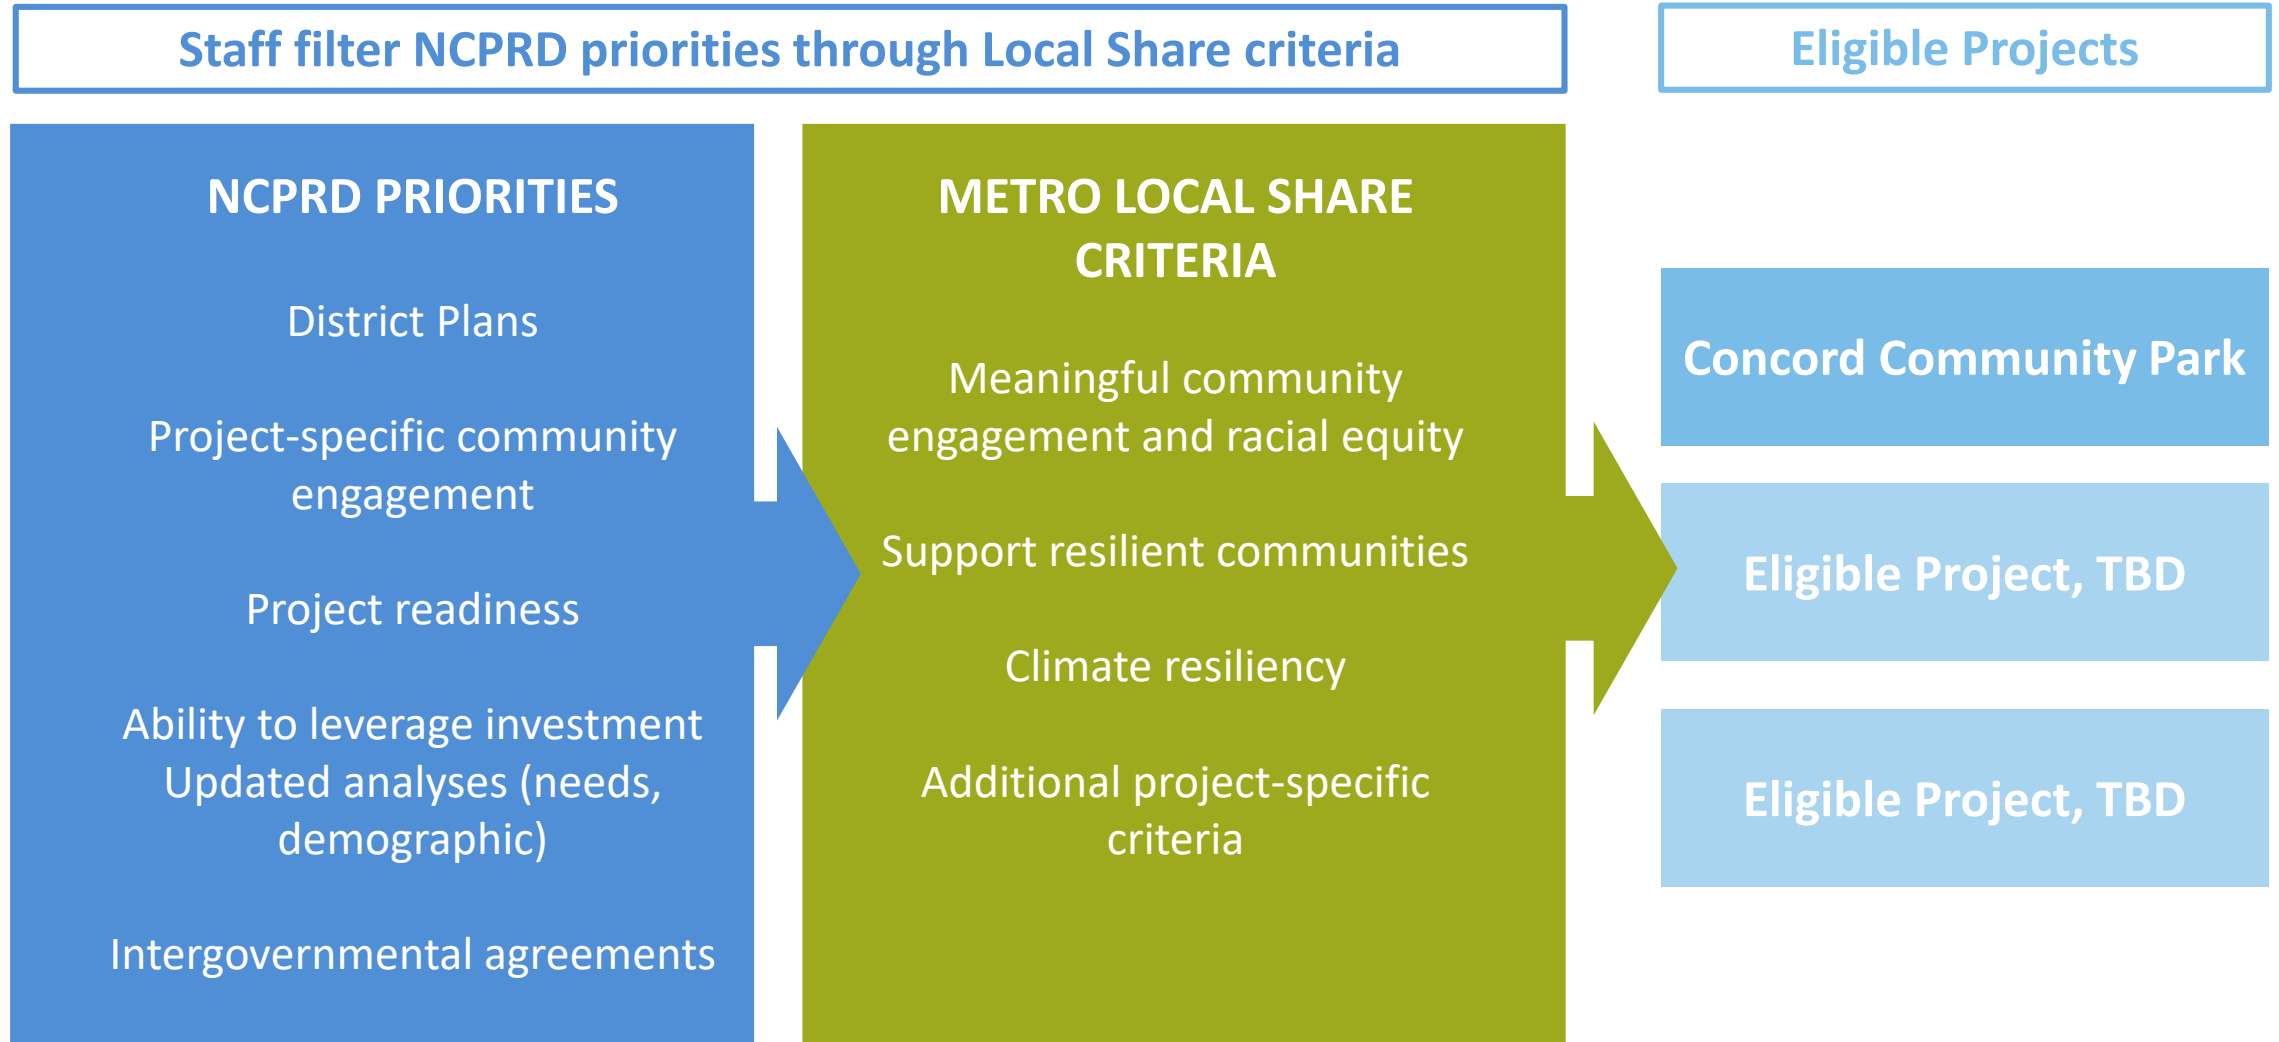 Staff filter NCPRD priorities through Local Share criteria
Eligible Projects
NCPRD PRIORITIES
District Plans
Project-specific community
engagement
Project readiness
Ability to leverage investment
Updated analyses (needs,
demographic)
Intergovernmental agreements
METRO LOCAL SHARE
CRITERIA
Meaningful community
engagement and racial equity
Support resilient communities
Climate resiliency
Additional project-specific
criteria
Concord Community Park
Eligible Project, TBD
Eligible Project, TBD